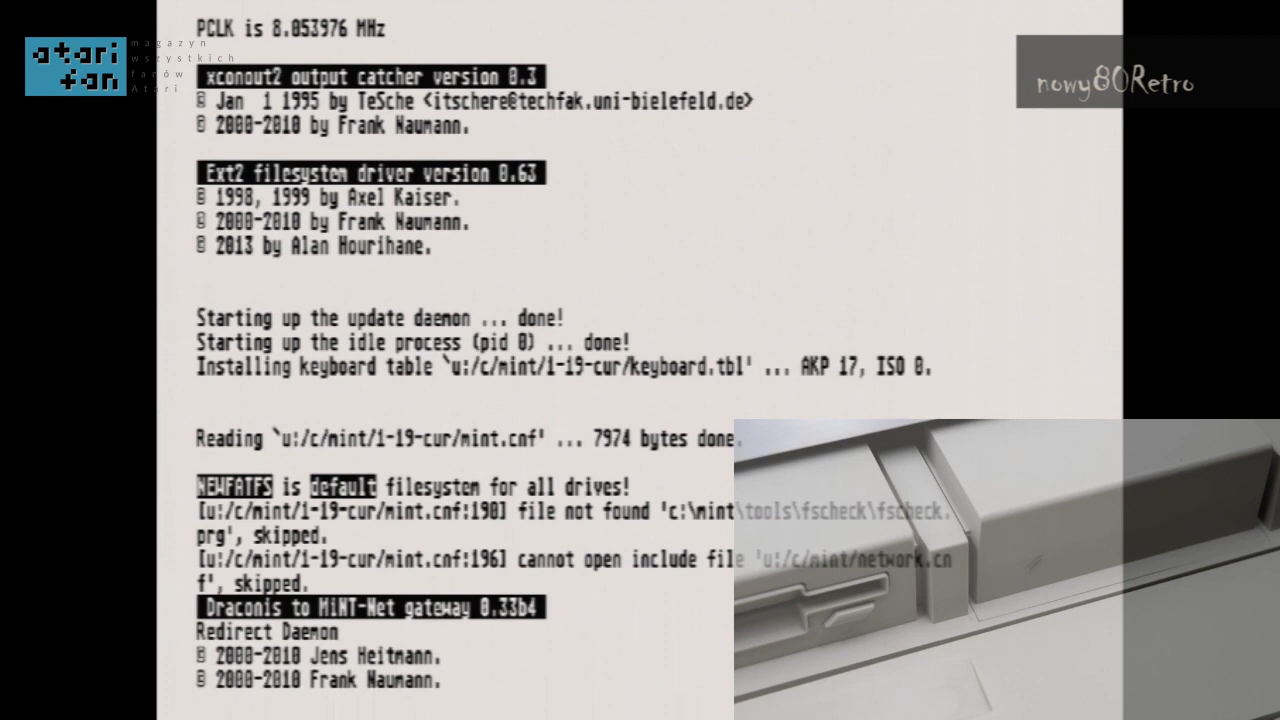 atari
fan
magazyn
wszystkich
fanów
Atari
nowy80Retro
PCLK is 8.053976 MHz
xconout2 output catcher version 0.3
© Jan  1 1995 by TeSche <itschere@techfak.uni-bielefeld.de>
© 2000-2010 by Frank Naumann.
Ext2 filesystem driver version 0.63
© 1998, 1999 by Axel Kaiser.
© 2000-2010 by Frank Naumann.
© 2013 by Alan Hourihane.
Starting up the update daemon ... done!
Starting up the idle process (pid 0) ... done!
Installing keyboard table `u:/c/mint/1-19-cur/keyboard.tbl' ... AKP 17, ISO 0.
Reading `u:/c/mint/1-19-cur/mint.cnf' ... 7974 bytes done.
NEWFATFS is default filesystem for all drives!
[u:/c/mint/1-19-cur/mint.cnf:190] file not found 'c:\mint\tools\fscheck\fscheck.
prg', skipped.
[u:/c/mint/1-19-cur/mint.cnf:196] cannot open include file 'u:/c/mint/network.cn
f', skipped.
Draconis to MiNT-Net gateway 0.33b4
Redirect Daemon
© 2000-2010 Jens Heitmann.
© 2000-2010 Frank Naumann.